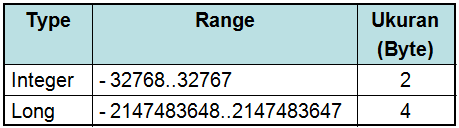 Type Range Ukuran
(Byte)
Integer - 32768..32767 2
Long - 2147483648..2147483647 4